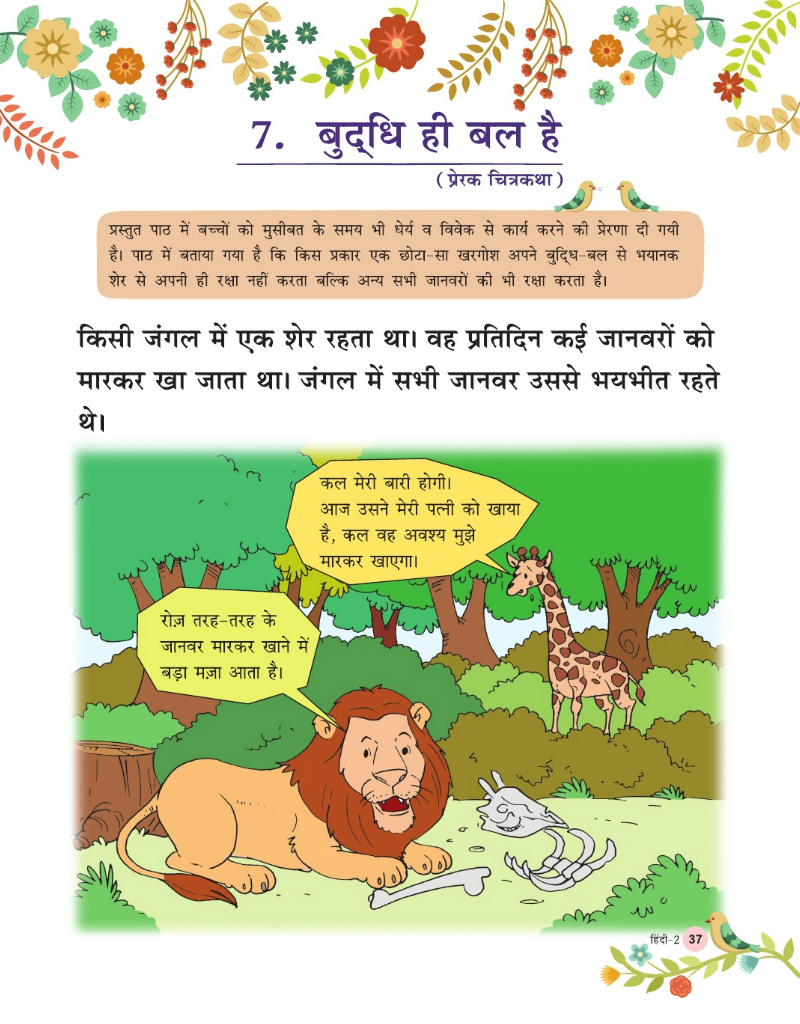 7. बुद्धि ही बल है
(प्रेरक चित्रकथा)
प्रस्तुत पाठ में बच्चों को मुसीबत के समय भी धैर्य व विवेक से कार्य करने की प्रेरणा दी गयी
है। पाठ में बताया गया है कि किस प्रकार एक छोटा-सा खरगोश अपने बुद्धि-बल से भयानक
शेर से अपनी ही रक्षा नहीं करता बल्कि अन्य सभी जानवरों की भी रक्षा करता है।
किसी जंगल में एक शेर रहता था। वह प्रतिदिन कई जानवरों को
मारकर खा जाता था। जंगल में सभी जानवर उससे भयभीत रहते
थे।
कल मेरी बारी होगी।
आज उसने मेरी पत्नी को खाया
है, कल वह अवश्य मुझे
मारकर खाएगा।
रोज़ तरह-तरह के
जानवर मारकर खाने में
बड़ा मज़ा आता है।
हिंदी-2 37